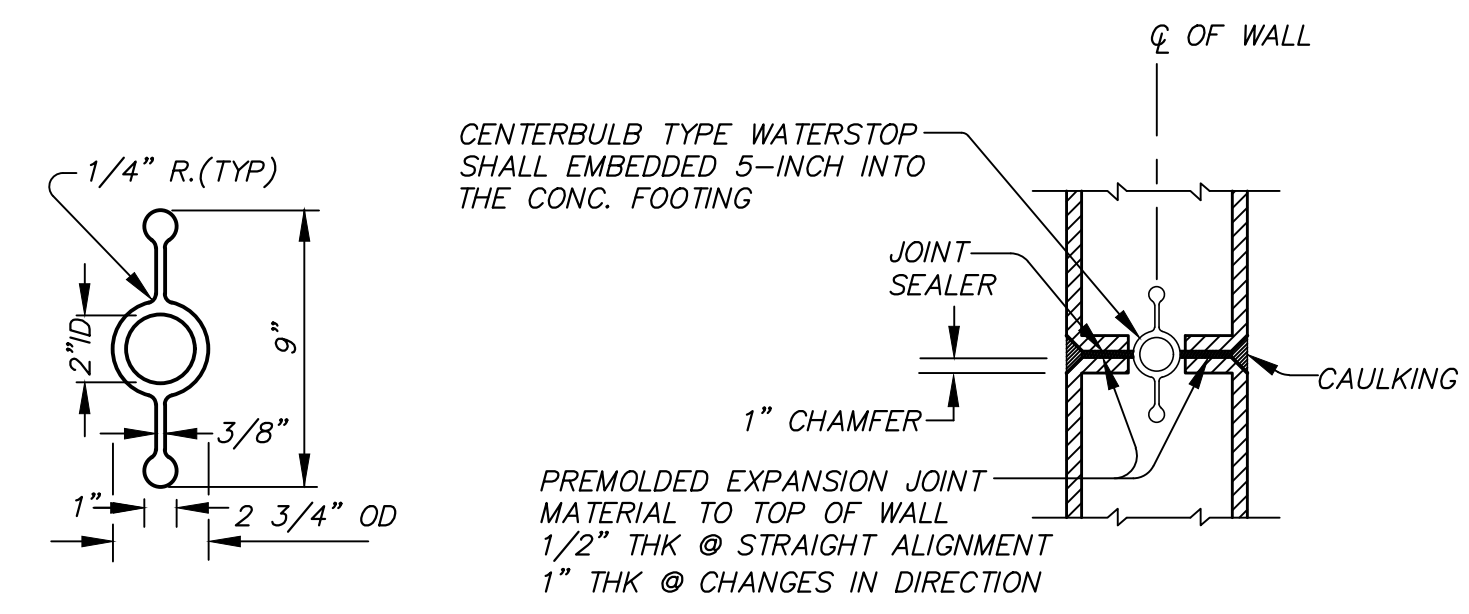 ℄ OF WALL
CENTERBULB TYPE WATERSTOP
SHALL EMBEDDED 5-INCH INTO
THE CONC. FOOTING
1/4" R.(TYP)
JOINT
SEALER
2"ID
9"
3/8"
1"
2 3/4" OD
1" CHAMFER
CAULKING
PREMOLDED EXPANSION JOINT
MATERIAL TO TOP OF WALL
1/2" THK @ STRAIGHT ALIGNMENT
1" THK @ CHANGES IN DIRECTION